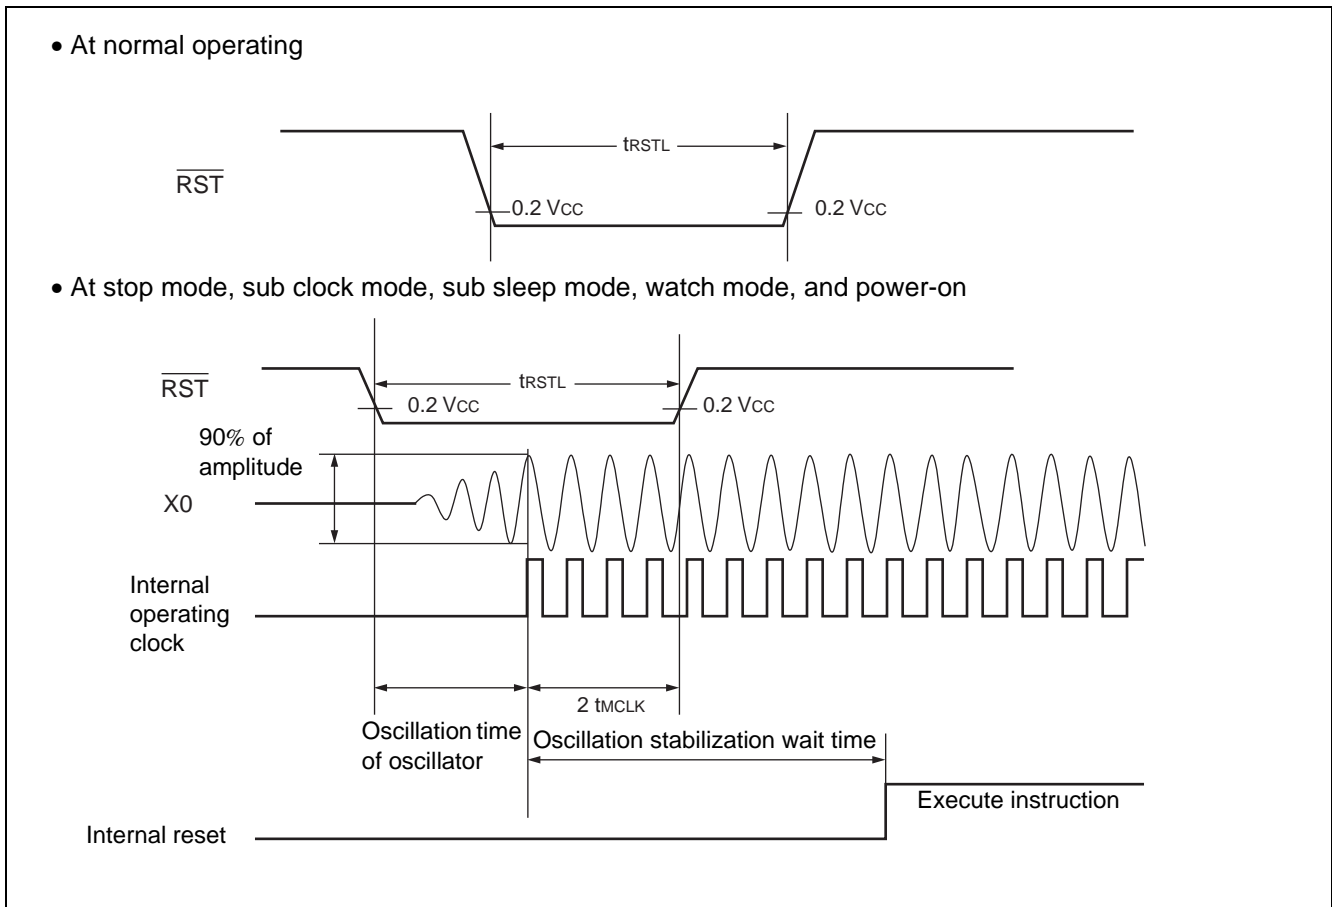 • At normal operating
tRSTL
RST
0.2 VCC
0.2 VCC
• At stop mode, sub clock mode, sub sleep mode, watch mode, and power-on
RST
tRSTL
0.2 VCC
0.2 VCC
90% of
amplitude
X0
Internal
operating
clock
2 tMCLK
Oscillation time
of oscillator
Oscillation stabilization wait time
Execute instruction
Internal reset